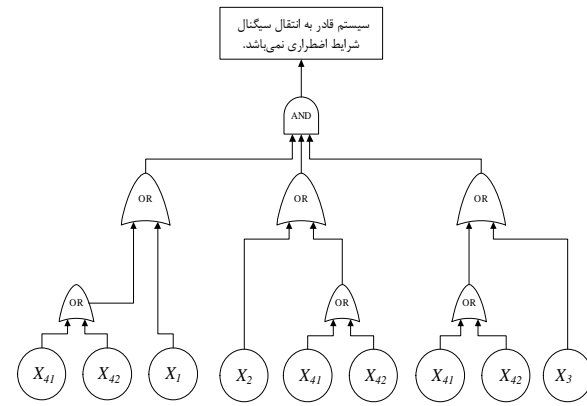 سیستم قادر به انتقال سیگنال
شرایط اضطراری نمی‌باشد.
AND
OR
OR
OR
OR
OR
OR
X41
X42
X1
X2
X41
X42
X41
X42
X3